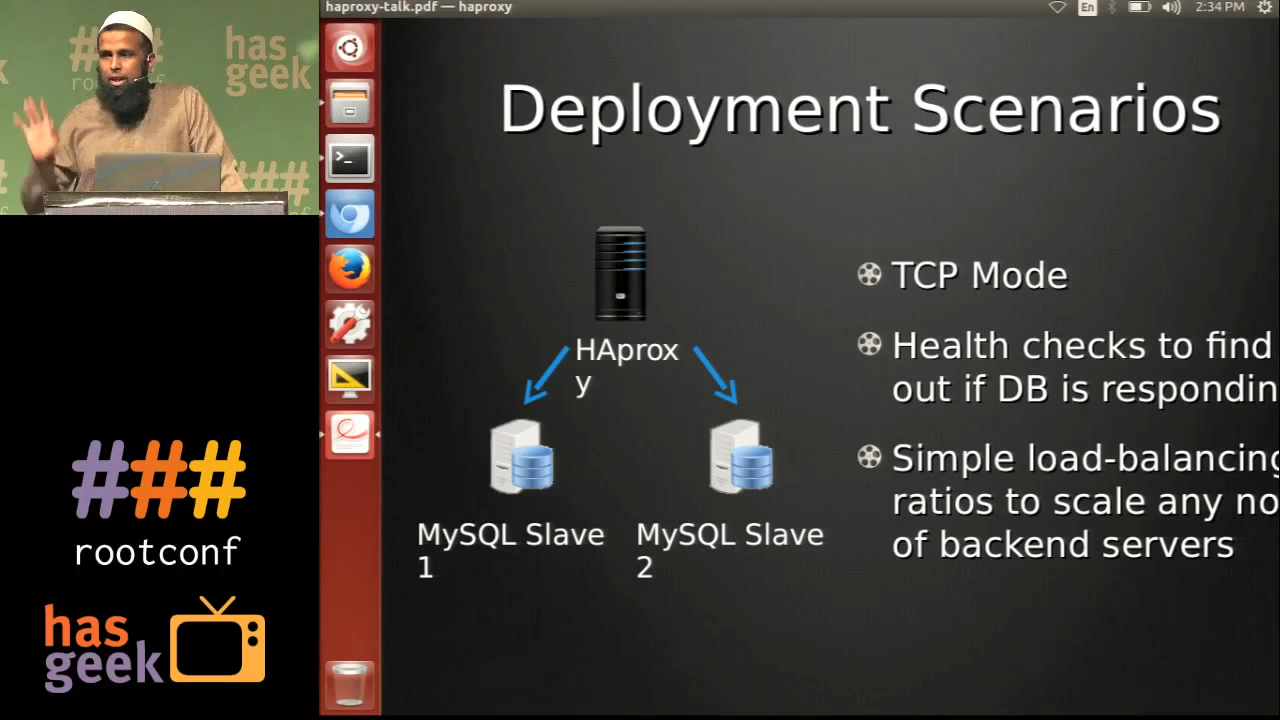 haproxy-talk.pdf — haproxy
En
2:34 PM
###
rootconf
has
geek
geek
###
Deployment Scenarios
HAprox
y
MySQL Slave
1
MySQL Slave
2
TCP Mode
Health checks to find
out if DB is respondin
Simple load-balancing
ratios to scale any no
of backend servers
###
rootconf
has
geek